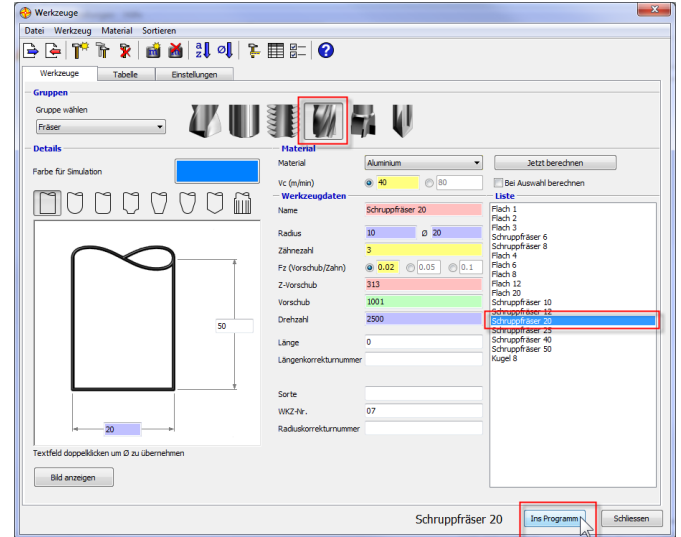 Werkzeuge
Datei Werkzeug Material Sortieren
Werkzeuge Tabelle Einstellungen
Gruppen
Gruppe wählen
Fräser
Details
Farbe für Simulation
50
20
Textfeld doppelklicken um Ø zu übernehmen
Bild anzeigen
Material
Material Aluminium Jetzt berechnen
Vc (m/min) 40 80 Bei Auswahl berechnen
Werkzeugdaten
Name Schruppfräser 20
Radius 10 Ø 20
Zähnezahl 3
Fz (Vorschub/Zahn) 0.02 0.05 0.1
Z-Vorschub 313
Vorschub 1001
Drehzahl 2500
Länge 0
Längenkorrekturnummer
Sorte
WKZ-Nr. 07
Radiuskorrekturnummer
Liste
Flach 1
Flach 2
Flach 3
Schruppfräser 6
Schruppfräser 8
Flach 4
Flach 6
Flach 8
Flach 12
Flach 20
Schruppfräser 10
Schruppfräser 12
Schruppfräser 20
Schruppfräser 25
Schruppfräser 40
Schruppfräser 50
Kugel 8
Schruppfräser 20 Ins Programm Schliessen